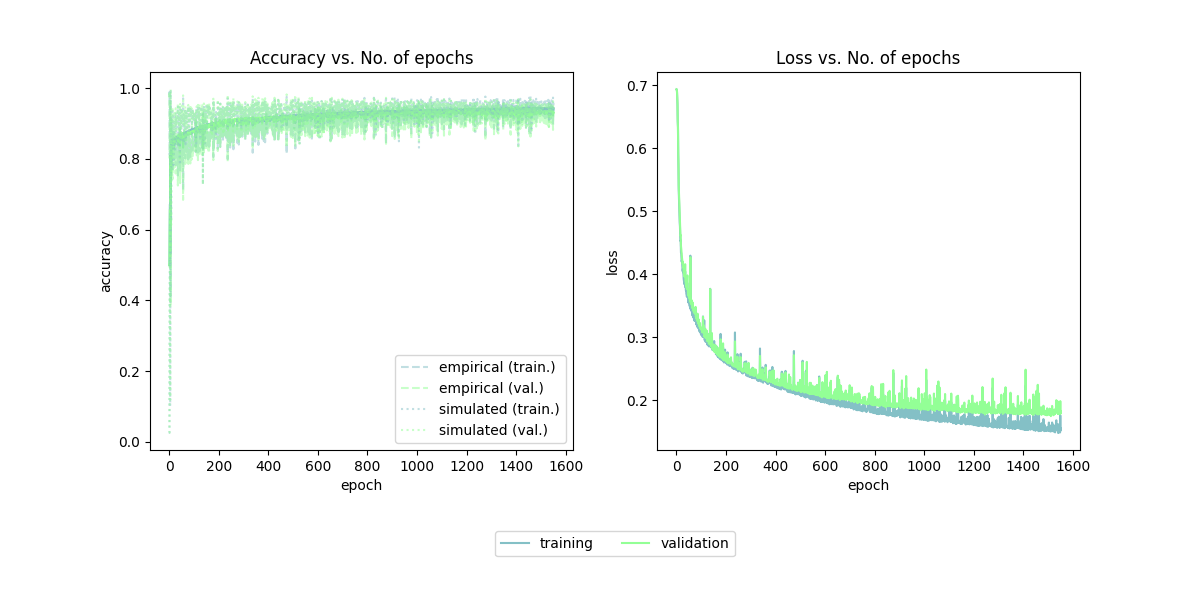 Accuracy vs. No. of epochs
1.0
0.8
0.6
0.4
0.2
0.0
accuracy
empirical (train.)
empirical (val.)
simulated (train.)
simulated (val.)
0 200 400 600 800 1000 1200 1400 1600
epoch
Loss vs. No. of epochs
0.7
0.6
0.5
0.4
0.3
0.2
loss
0 200 400 600 800 1000 1200 1400 1600
epoch
training validation